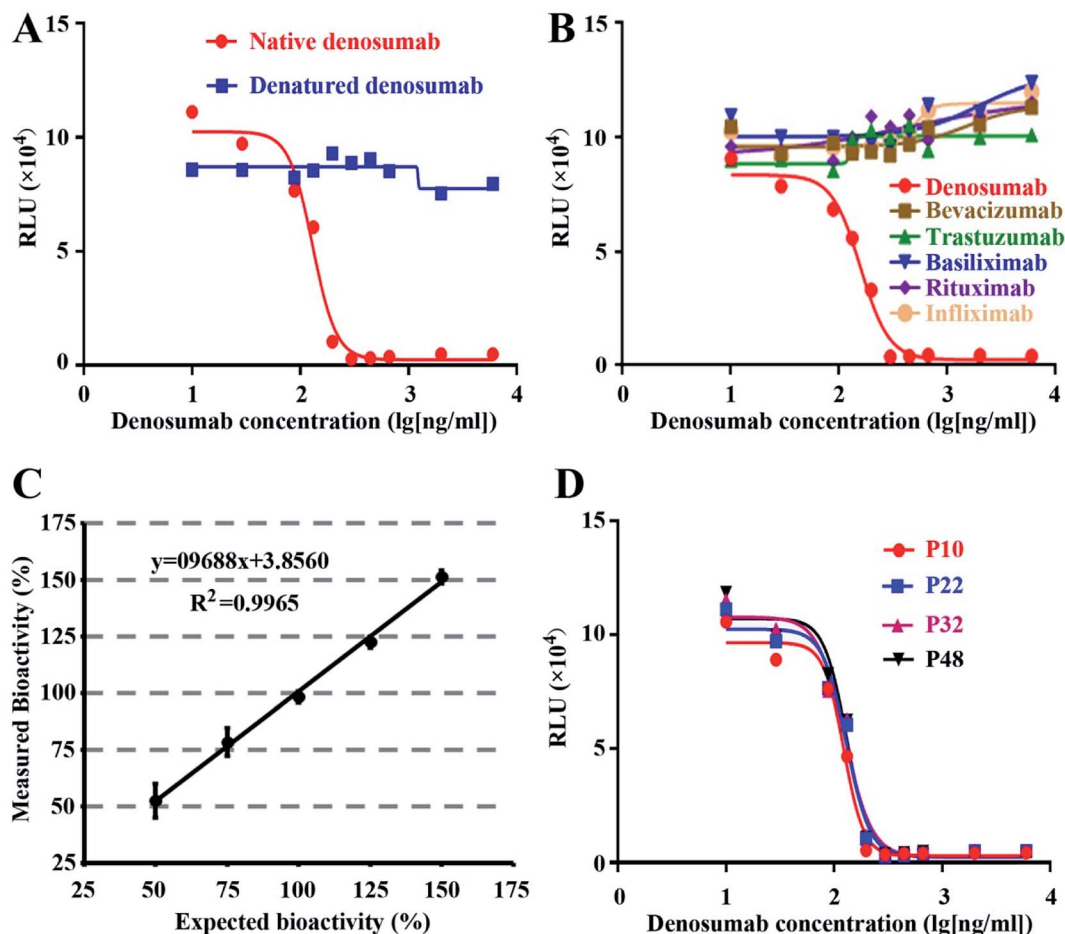 A
15
10
5
0
RLU (×10⁴)
Native denosumab
Denatured denosumab
0 1 2 3 4
Denosumab concentration (lg[ng/ml])
B
15
10
5
0
RLU (×10⁴)
Denosumab
Bevacizumab
Trastuzumab
Basiliximab
Rituximab
Infliximab
0 1 2 3 4
Denosumab concentration (lg[ng/ml])
C
175
150
125
100
75
50
25
Measured Bioactivity (%)
y=09688x+3.8560
R²=0.9965
25 50 75 100 125 150 175
Expected bioactivity (%)
D
15
10
5
0
RLU (×10⁴)
P10
P22
P32
P48
0 1 2 3 4
Denosumab concentration (lg[ng/ml])